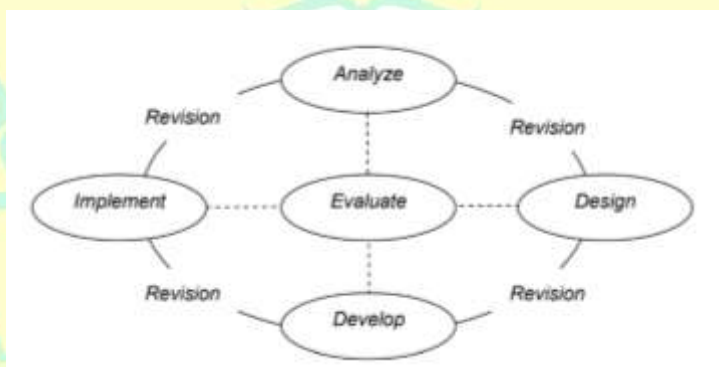 Analyze
Revision
Revision
Implement
Evaluate
Design
Revision
Revision
Develop